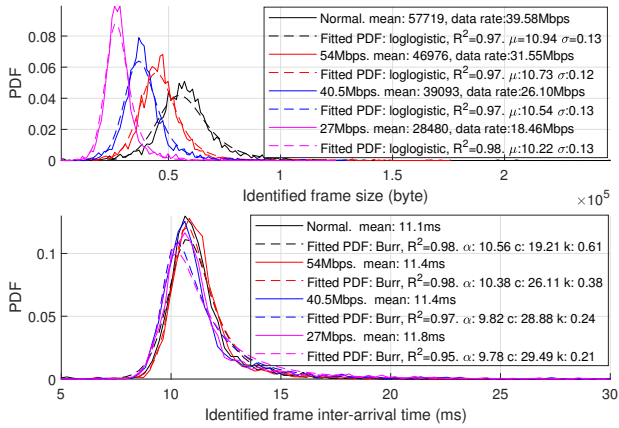 0.08
0.06
0.04
0.02
0
PDF
Normal. mean: 57719, data rate:39.58Mbps
Fitted PDF: loglogistic, R²=0.97. μ=10.94 σ=0.13
54Mbps. mean: 46976, data rate:31.55Mbps
Fitted PDF: loglogistic, R²=0.97. μ:10.73 σ:0.12
40.5Mbps. mean: 39093, data rate:26.10Mbps
Fitted PDF: loglogistic, R²=0.97. μ:10.54 σ:0.13
27Mbps. mean: 28480, data rate:18.46Mbps
Fitted PDF: loglogistic, R²=0.98. μ:10.22 σ:0.13
0.5 1 1.5 2
×10⁵
Identified frame size (byte)
0.1
0.05
0
PDF
Normal. mean: 11.1ms
Fitted PDF: Burr, R²=0.98. α: 10.56 c: 19.21 k: 0.61
54Mbps. mean: 11.4ms
Fitted PDF: Burr, R²=0.98. α: 10.38 c: 26.11 k: 0.38
40.5Mbps. mean: 11.4ms
Fitted PDF: Burr, R²=0.97. α: 9.82 c: 28.88 k: 0.24
27Mbps. mean: 11.8ms
Fitted PDF: Burr, R²=0.95. α: 9.78 c: 29.49 k: 0.21
5 10 15 20 25 30
Identified frame inter-arrival time (ms)